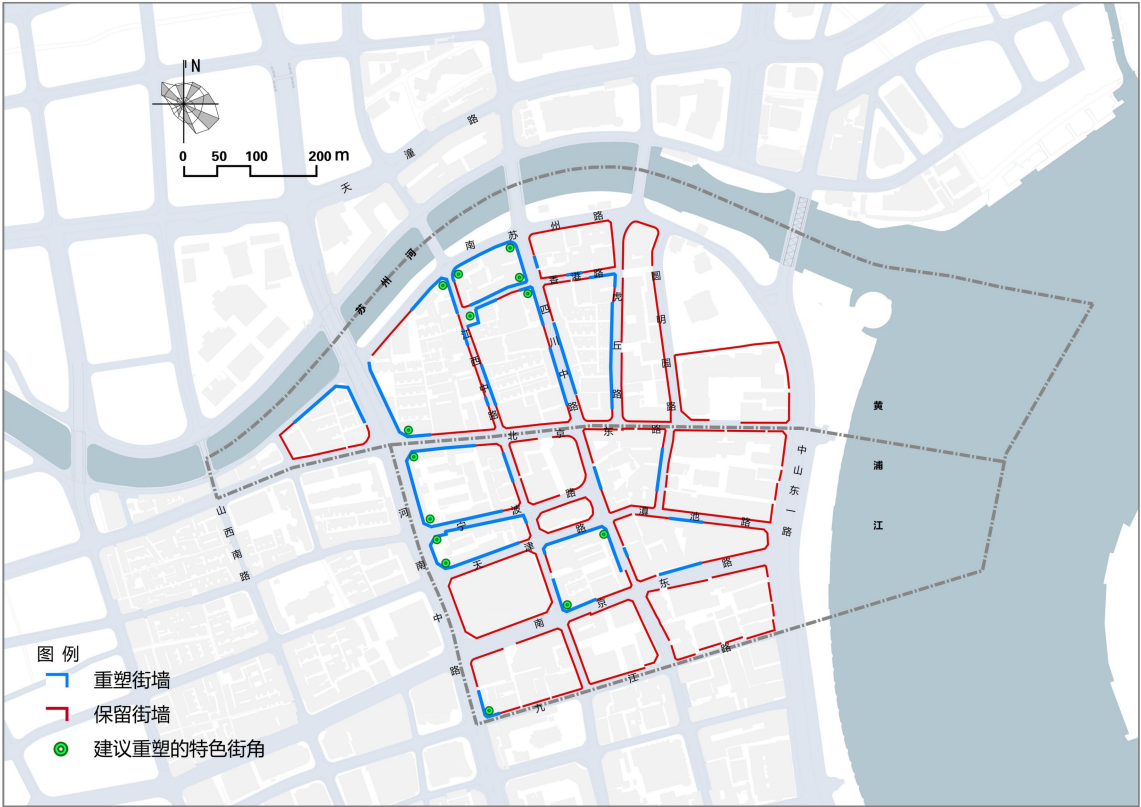 N
0 50 100 200 m
天潼路
南苏州路
苏州河
香港路
圆明园路
虎丘路
四川中路
江西中路
北京东路
黄浦江
中山东一路
山西南路
河南中路
宁波路
滇池路
天津路
南京东路
九江路
图 例
重塑街墙
保留街墙
建议重塑的特色街角